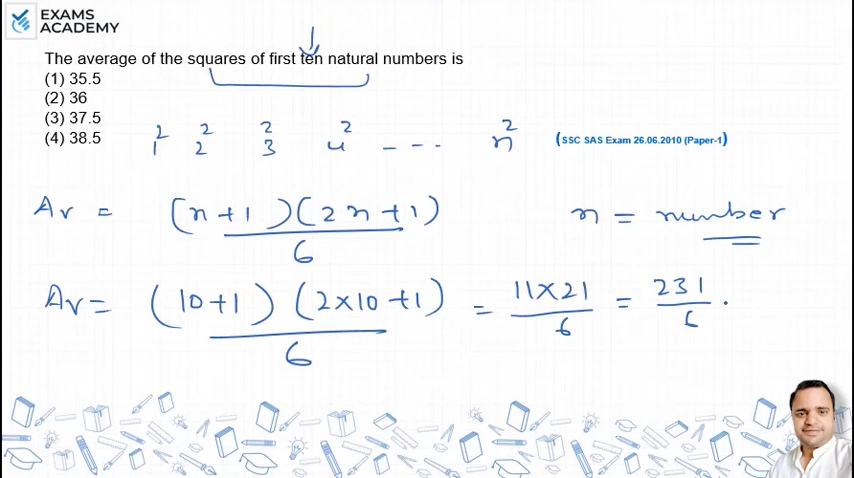 EXAMS
ACADEMY
The average of the squares of first ten natural numbers is
(1) 35.5
(2) 36
(3) 37.5
(4) 38.5
1² 2² 3² 4² - - - - n²
(SSC SAS Exam 26.06.2010 (Paper-1)
Av = (n+1)(2n+1)/6 n = number
Av = (10+1)(2×10+1)/6 = 11×21/6 = 231/6 .